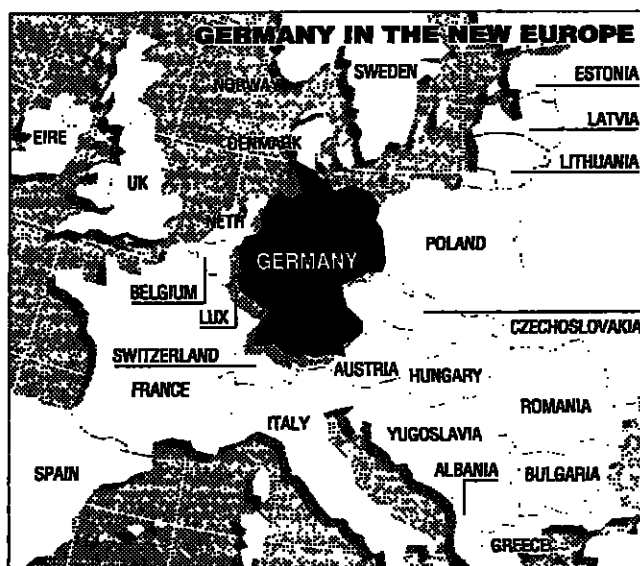 GERMANY IN THE NEW EUROPE
NORWAY
SWEDEN
ESTONIA
LATVIA
LITHUANIA
EIRE
DENMARK
UK
NETH
POLAND
GERMANY
BELGIUM
LUX
CZECHOSLOVAKIA
SWITZERLAND
AUSTRIA
HUNGARY
FRANCE
ROMANIA
ITALY
YUGOSLAVIA
SPAIN
ALBANIA
BULGARIA
GREECE